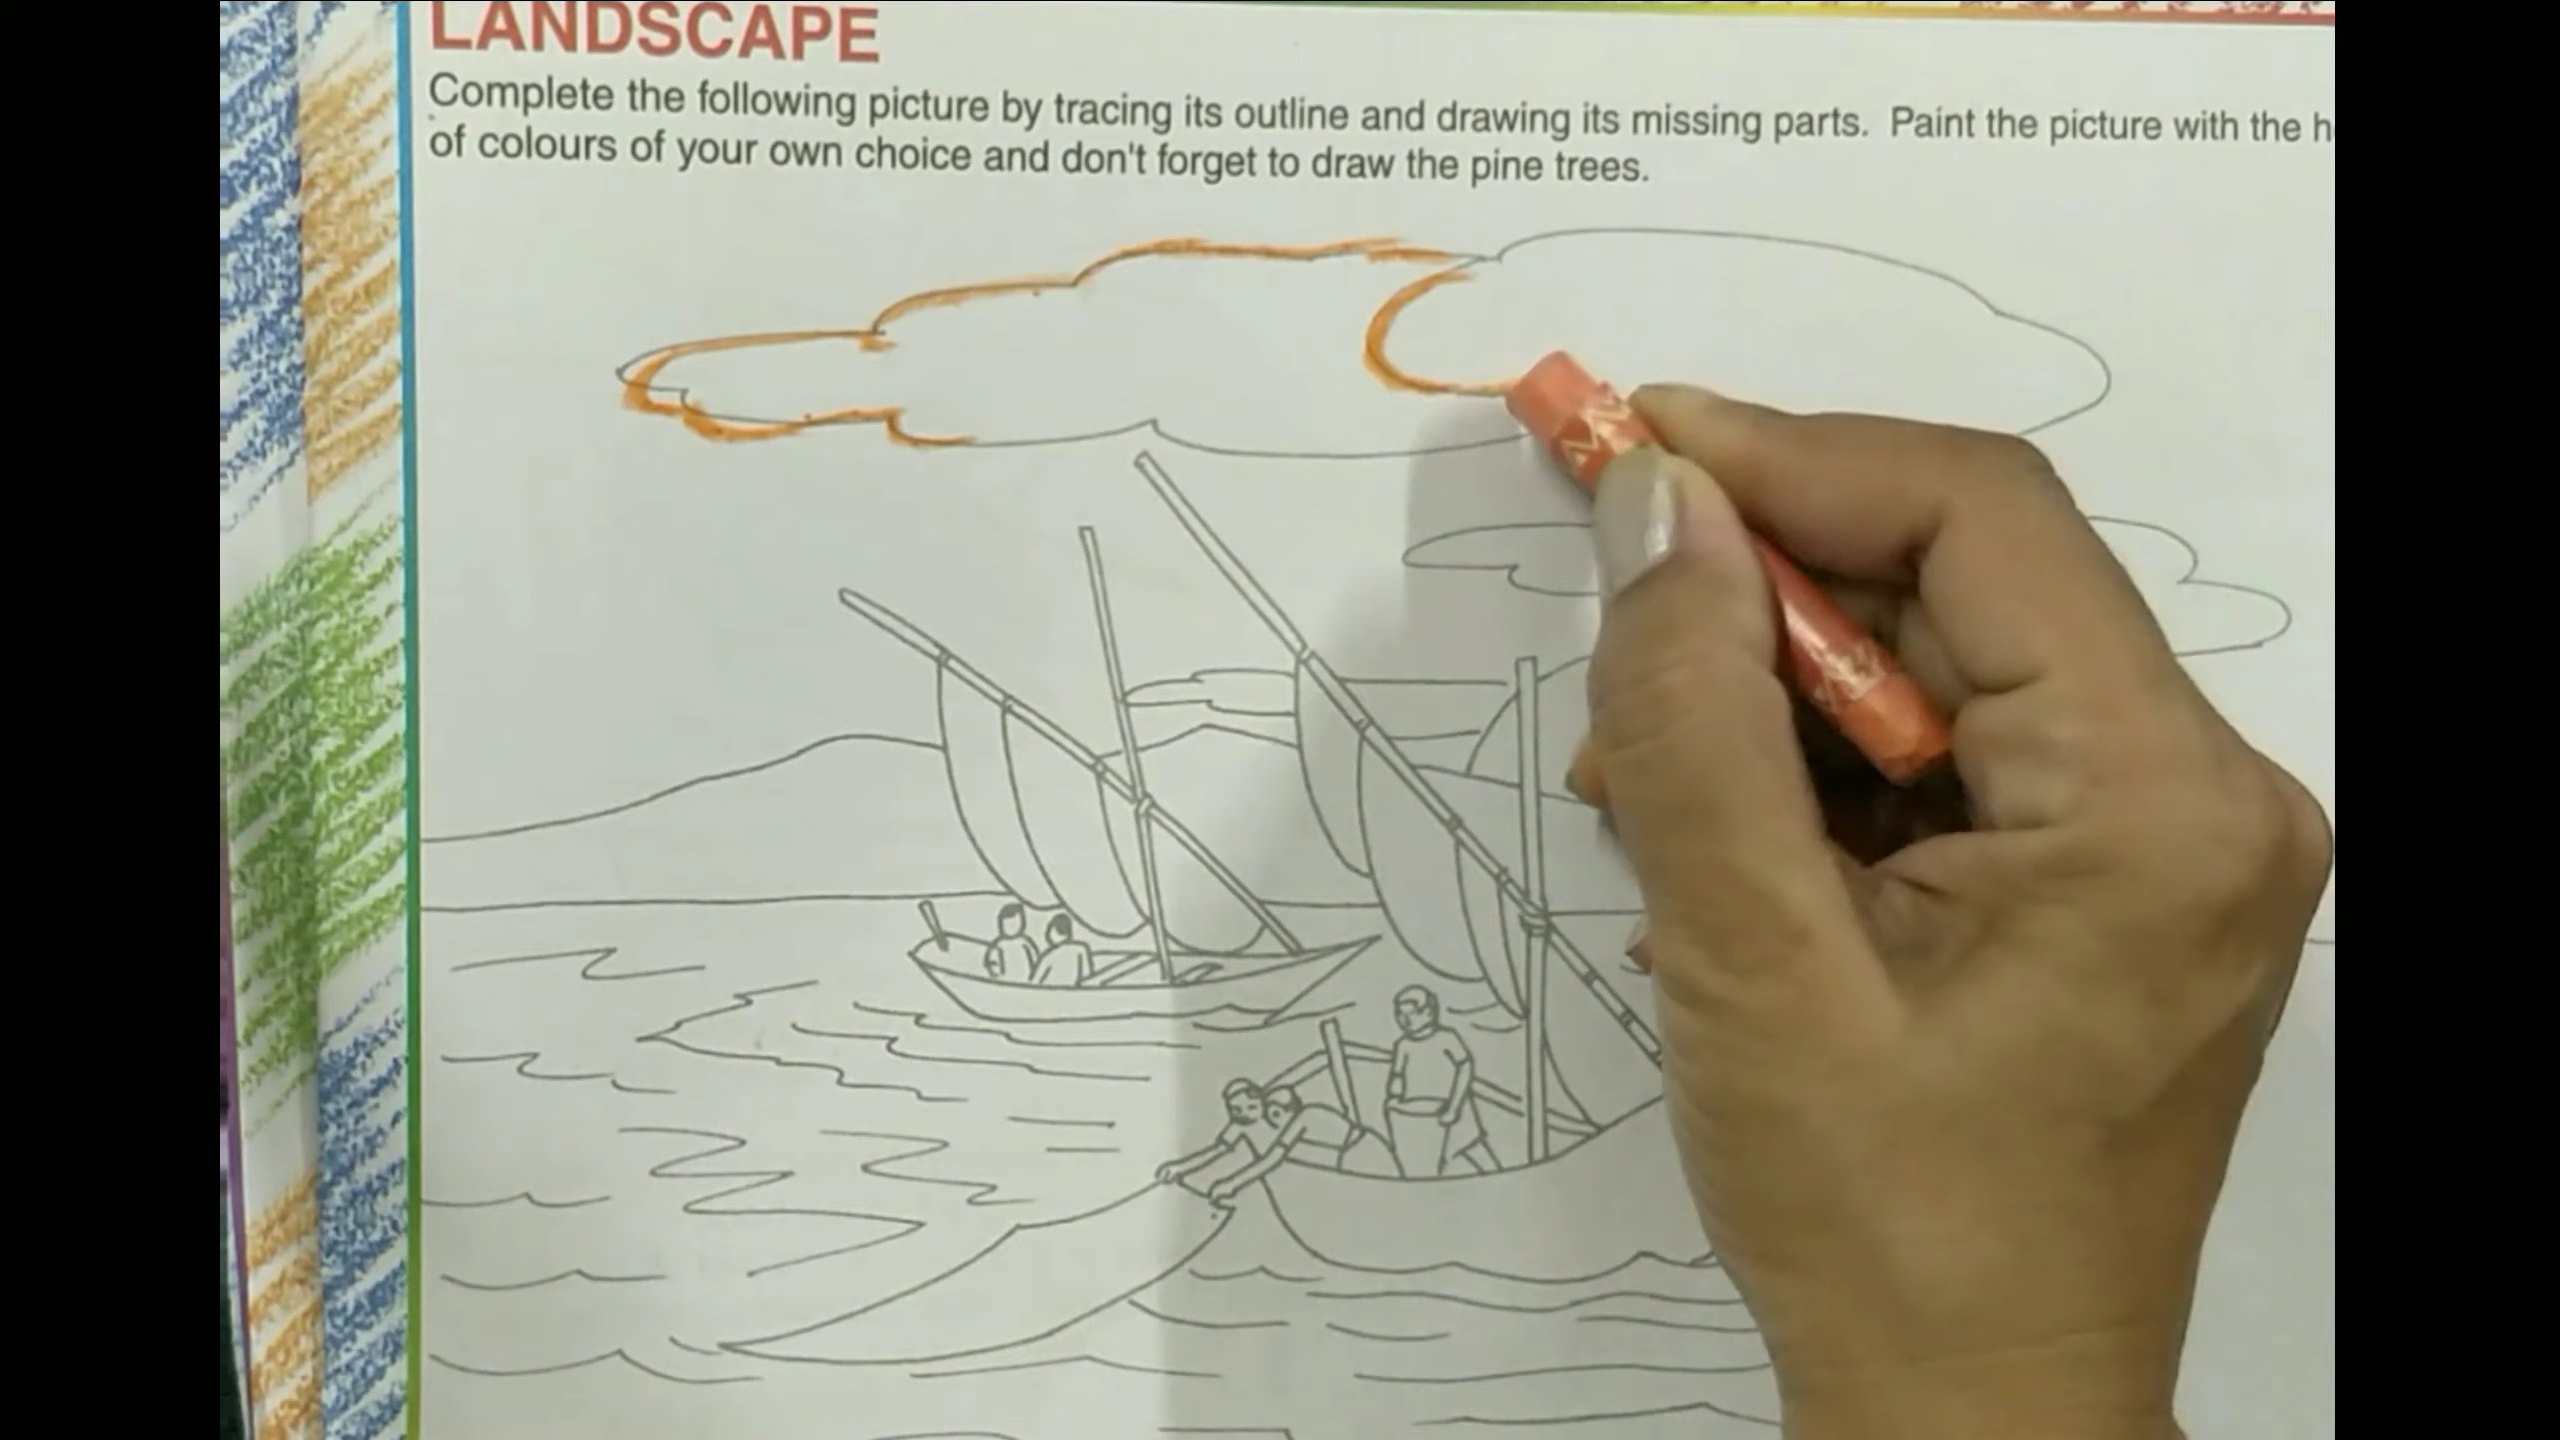 LANDSCAPE
Complete the following picture by tracing its outline and drawing its missing parts. Paint the picture with the
of colours of your own choice and don't forget to draw the pine trees.